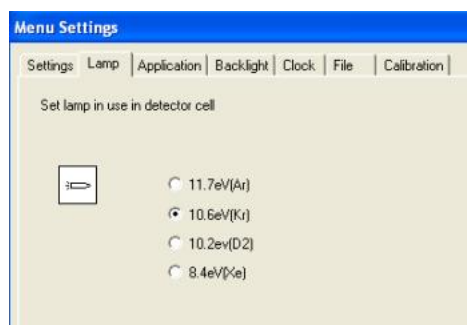 Menu Settings
Settings Lamp Application Backlight Clock File Calibration
Set lamp in use in detector cell
11.7eV(Ar)
10.6eV(Kr)
10.2ev(D2)
8.4eV(Xe)